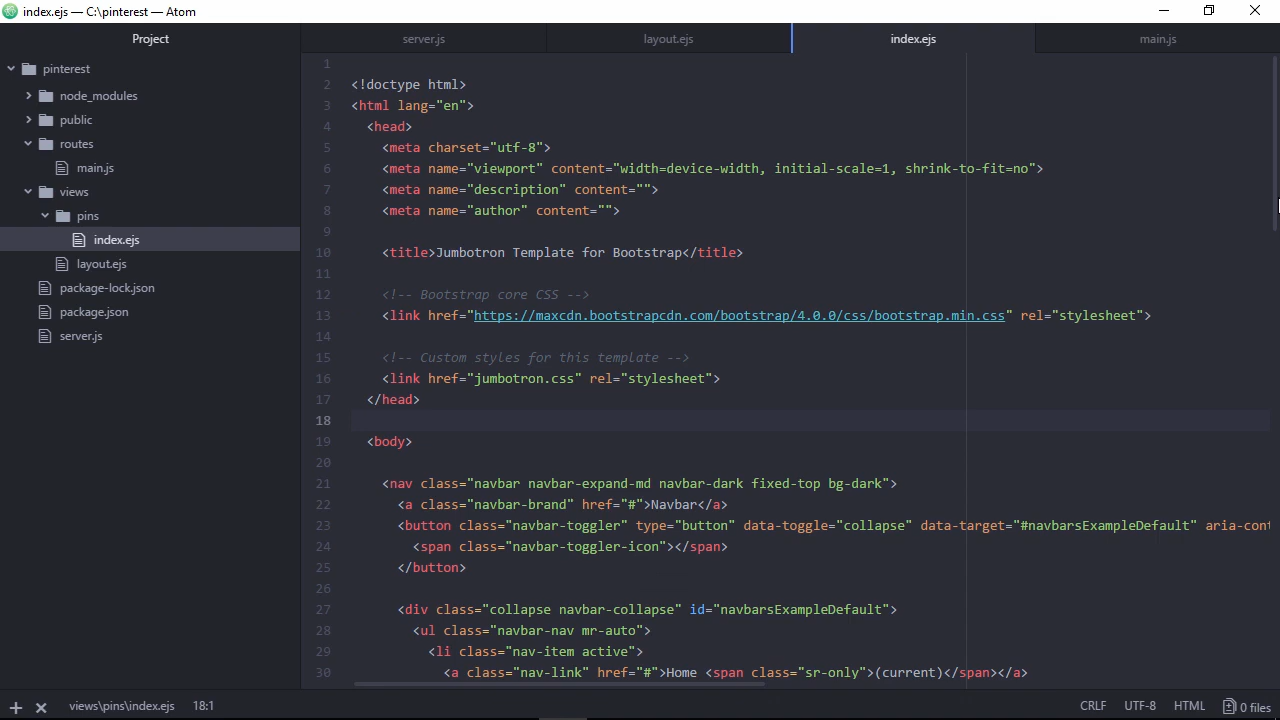 index.ejs — C:\pinterest — Atom
Project
server.js
layout.ejs
index.ejs
main.js
pinterest
node_modules
public
routes
main.js
views
pins
index.ejs
layout.ejs
package-lock.json
package.json
server.js
1
2 <!doctype html>
3 <html lang="en">
4 <head>
5 <meta charset="utf-8">
6 <meta name="viewport" content="width=device-width, initial-scale=1, shrink-to-fit=no">
7 <meta name="description" content="">
8 <meta name="author" content="">
9
10 <title>Jumbotron Template for Bootstrap</title>
11
12 <!-- Bootstrap core CSS -->
13 <link href="https://maxcdn.bootstrapcdn.com/bootstrap/4.0.0/css/bootstrap.min.css" rel="stylesheet">
14
15 <!-- Custom styles for this template -->
16 <link href="jumbotron.css" rel="stylesheet">
17 </head>
18
19 <body>
20
21 <nav class="navbar navbar-expand-md navbar-dark fixed-top bg-dark">
22 <a class="navbar-brand" href="#">Navbar</a>
23 <button class="navbar-toggler" type="button" data-toggle="collapse" data-target="#navbarsExampleDefault" aria-cont
24 <span class="navbar-toggler-icon"></span>
25 </button>
26
27 <div class="collapse navbar-collapse" id="navbarsExampleDefault">
28 <ul class="navbar-nav mr-auto">
29 <li class="nav-item active">
30 <a class="nav-link" href="#">Home <span class="sr-only">(current)</span></a>
views\pins\index.ejs 18:1
CRLF UTF-8 HTML 0 files